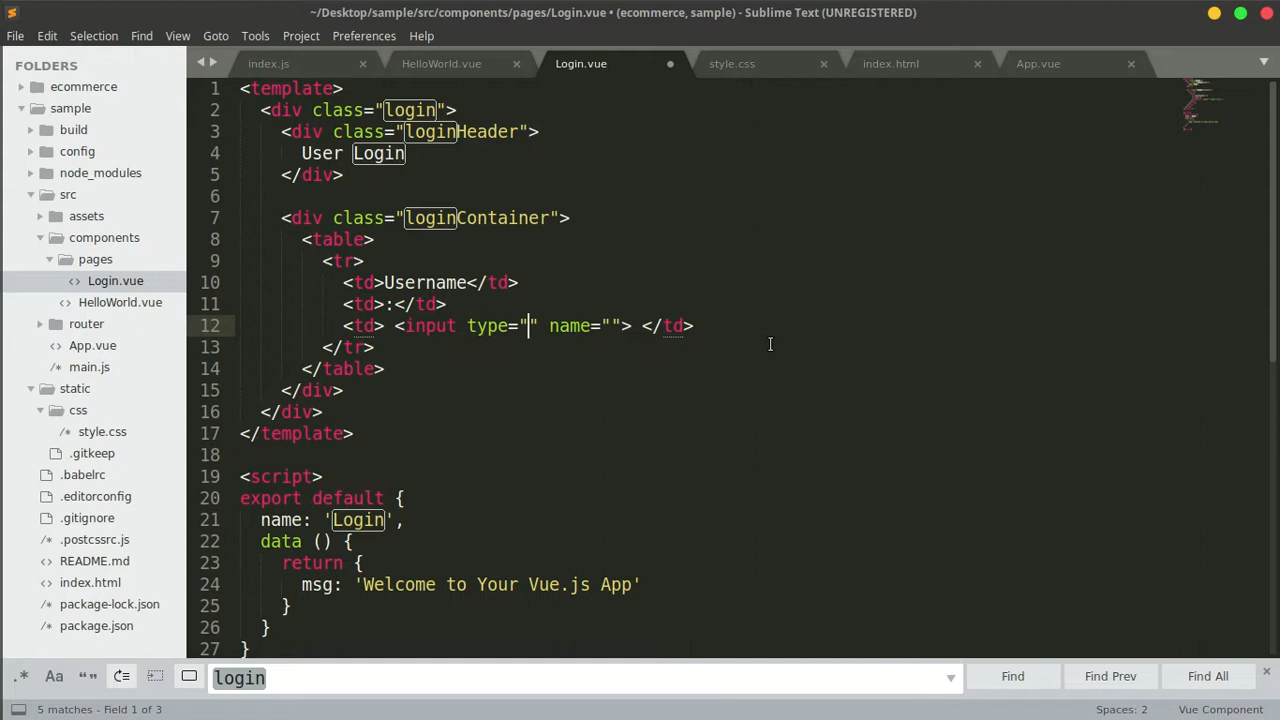 ~/Desktop/sample/src/components/pages/Login.vue • (ecommerce, sample) - Sublime Text (UNREGISTERED)
File Edit Selection Find View Goto Tools Project Preferences Help
FOLDERS
ecommerce
sample
build
config
node_modules
src
assets
components
pages
Login.vue
HelloWorld.vue
router
App.vue
main.js
static
css
style.css
.gitkeep
.babelrc
.editorconfig
.gitignore
.postcssrc.js
README.md
index.html
package-lock.json
package.json
index.js HelloWorld.vue Login.vue style.css index.html App.vue
1 <template>
2 <div class="login">
3 <div class="loginHeader">
4 User Login
5 </div>
6
7 <div class="loginContainer">
8 <table>
9 <tr>
10 <td>Username</td>
11 <td>:</td>
12 <td> <input type="" name=""> </td>
13 </tr>
14 </table>
15 </div>
16 </div>
17 </template>
18
19 <script>
20 export default {
21 name: 'Login',
22 data () {
23 return {
24 msg: 'Welcome to Your Vue.js App'
25 }
26 }
27 }
.* Aa “” login Find Find Prev Find All
5 matches - Field 1 of 3 Spaces: 2 Vue Component